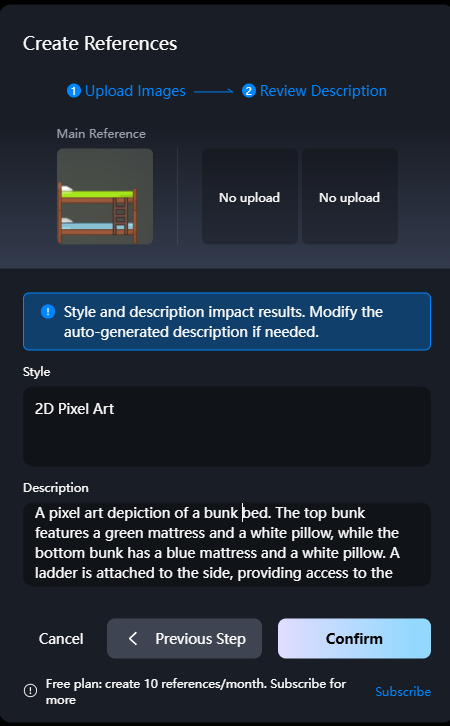 Create References
1 Upload Images
2 Review Description
Main Reference
No upload
No upload
Style and description impact results. Modify the
auto-generated description if needed.
Style
2D Pixel Art
Description
A pixel art depiction of a bunk bed. The top bunk
features a green mattress and a white pillow, while the
bottom bunk has a blue mattress and a white pillow. A
ladder is attached to the side, providing access to the
Cancel
Previous Step
Confirm
Free plan: create 10 references/month. Subscribe for
more
Subscribe